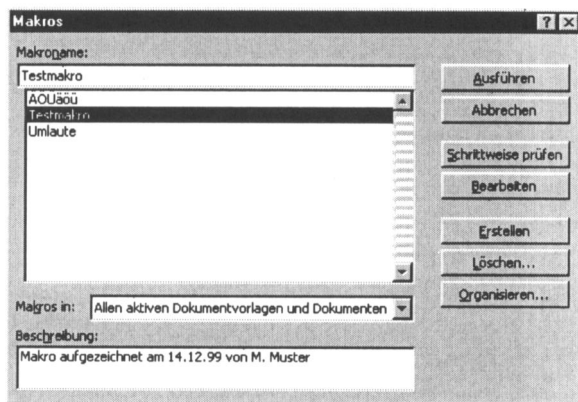 Makros
Makroname:
Testmakro
ÄÖÜäöü
Testmakro
Umlaute
Makros in: Allen aktiven Dokumentvorlagen und Dokumenten
Beschreibung:
Makro aufgezeichnet am 14.12.99 von M. Muster
Ausführen
Abbrechen
Schrittweise prüfen
Bearbeiten
Erstellen
Löschen...
Organisieren...